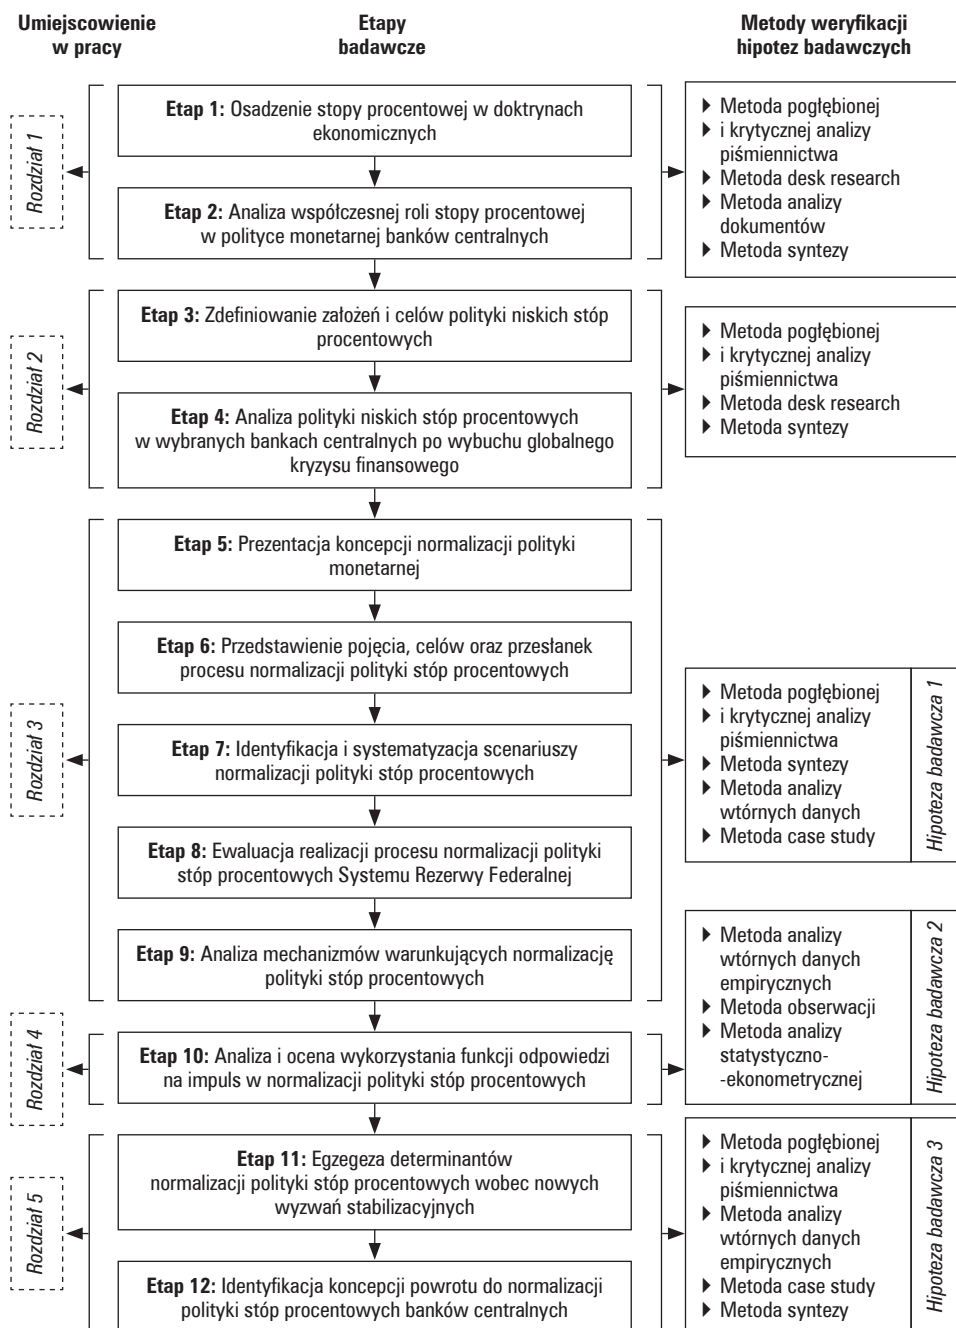 Umiejscowienie
w pracy
Etapy
badawcze
Metody weryfikacji
hipotez badawczych
Rozdział 1
Etap 1: Osadzenie stopy procentowej w doktrynach
ekonomicznych
Etap 2: Analiza współczesnej roli stopy procentowej
w polityce monetarnej banków centralnych
Metoda pogłębionej
i krytycznej analizy
piśmiennictwa
Metoda desk research
Metoda analizy
dokumentów
Metoda syntezy
Rozdział 2
Etap 3: Zdefiniowanie założeń i celów polityki niskich stóp
procentowych
Etap 4: Analiza polityki niskich stóp procentowych
w wybranych bankach centralnych po wybuchu globalnego
kryzysu finansowego
Metoda pogłębionej
i krytycznej analizy
piśmiennictwa
Metoda desk research
Metoda syntezy
Rozdział 3
Etap 5: Prezentacja koncepcji normalizacji polityki
monetarnej
Etap 6: Przedstawienie pojęcia, celów oraz przesłanek
procesu normalizacji polityki stóp procentowych
Etap 7: Identyfikacja i systematyzacja scenariuszy
normalizacji polityki stóp procentowych
Etap 8: Ewaluacja realizacji procesu normalizacji polityki
stóp procentowych Systemu Rezerwy Federalnej
Etap 9: Analiza mechanizmów warunkujących normalizację
polityki stóp procentowych
Metoda pogłębionej
i krytycznej analizy
piśmiennictwa
Metoda syntezy
Metoda analizy
wtórnych danych
Metoda case study
Hipoteza badawcza 1
Rozdział 4
Etap 10: Analiza i ocena wykorzystania funkcji odpowiedzi
na impuls w normalizacji polityki stóp procentowych
Metoda analizy
wtórnych danych
empirycznych
Metoda obserwacji
Metoda analizy
statystyczno-
-ekonometrycznej
Hipoteza badawcza 2
Rozdział 5
Etap 11: Egzegeza determinantów
normalizacji polityki stóp procentowych wobec nowych
wyzwań stabilizacyjnych
Etap 12: Identyfikacja koncepcji powrotu do normalizacji
polityki stóp procentowych banków centralnych
Metoda pogłębionej
i krytycznej analizy
piśmiennictwa
Metoda analizy
wtórnych danych
empirycznych
Metoda case study
Metoda syntezy
Hipoteza badawcza 3